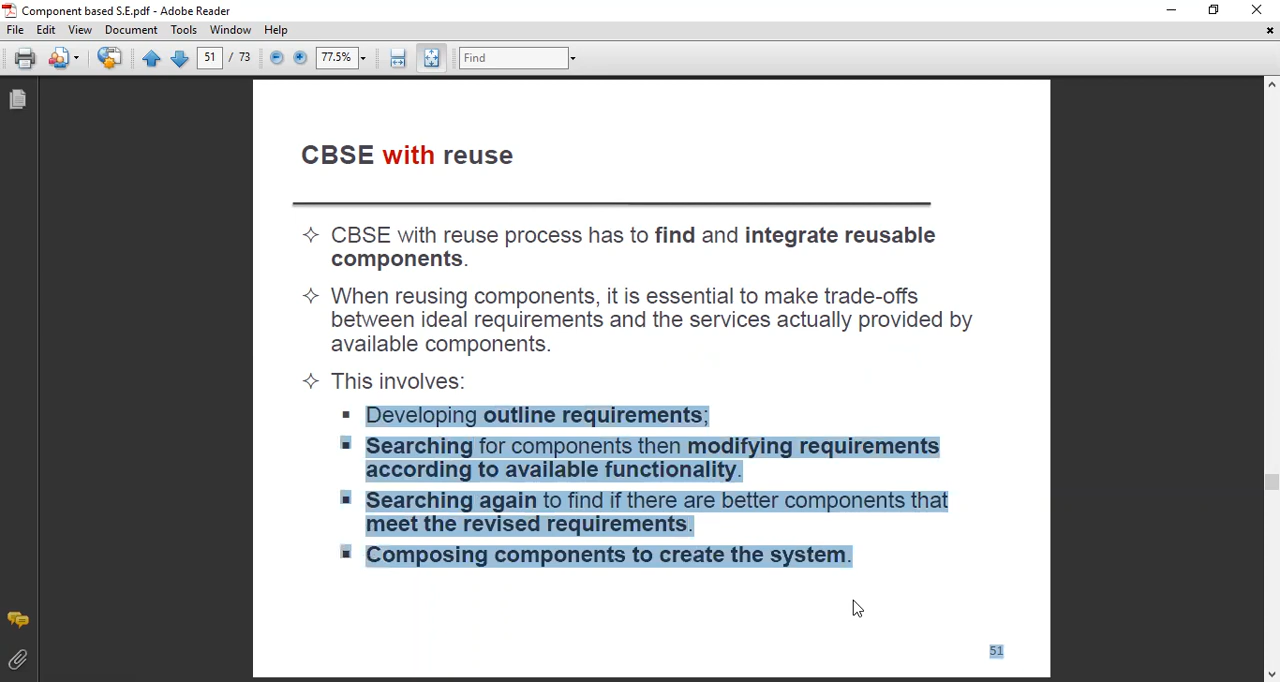 Component based S.E.pdf - Adobe Reader
File Edit View Document Tools Window Help
51 / 73 77.5% Find
CBSE with reuse
CBSE with reuse process has to find and integrate reusable
components.
When reusing components, it is essential to make trade-offs
between ideal requirements and the services actually provided by
available components.
This involves:
Developing outline requirements;
Searching for components then modifying requirements
according to available functionality.
Searching again to find if there are better components that
meet the revised requirements.
Composing components to create the system.
51